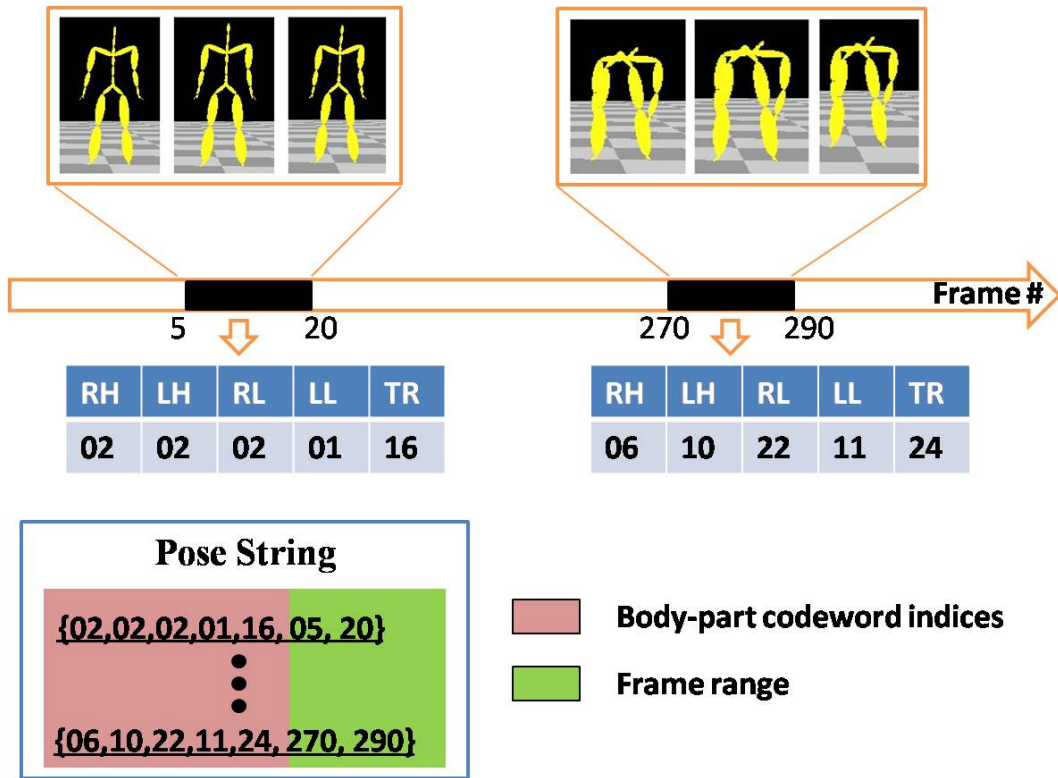 Frame #
5 20 270 290
RH LH RL LL TR
02 02 02 01 16
RH LH RL LL TR
06 10 22 11 24
Pose String
{02,02,02,01,16, 05, 20}
{06,10,22,11,24, 270, 290}
Body-part codeword indices
Frame range